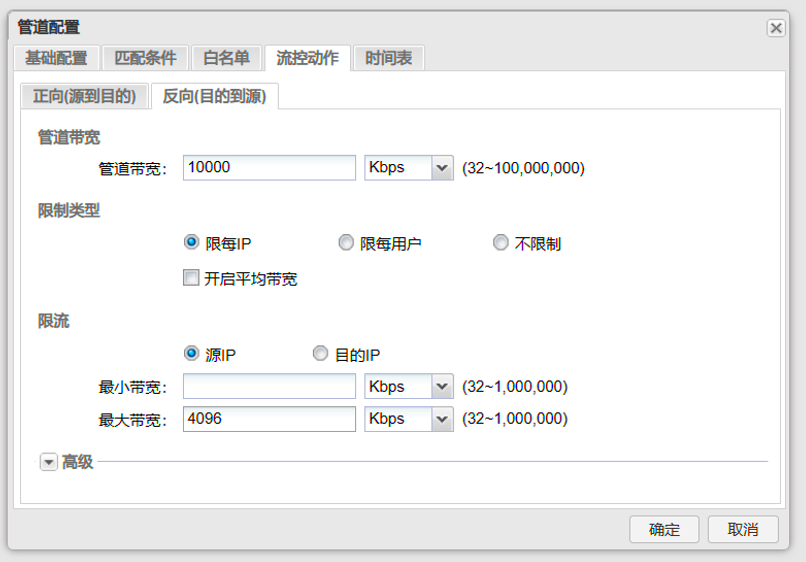 管道配置
基础配置 匹配条件 白名单 流控动作 时间表
正向(源到目的) 反向(目的到源)
管道带宽
管道带宽: 10000 Kbps (32~100,000,000)
限制类型
限每IP 限每用户 不限制
开启平均带宽
限流
源IP 目的IP
最小带宽: Kbps (32~1,000,000)
最大带宽: 4096 Kbps (32~1,000,000)
高级
确定 取消